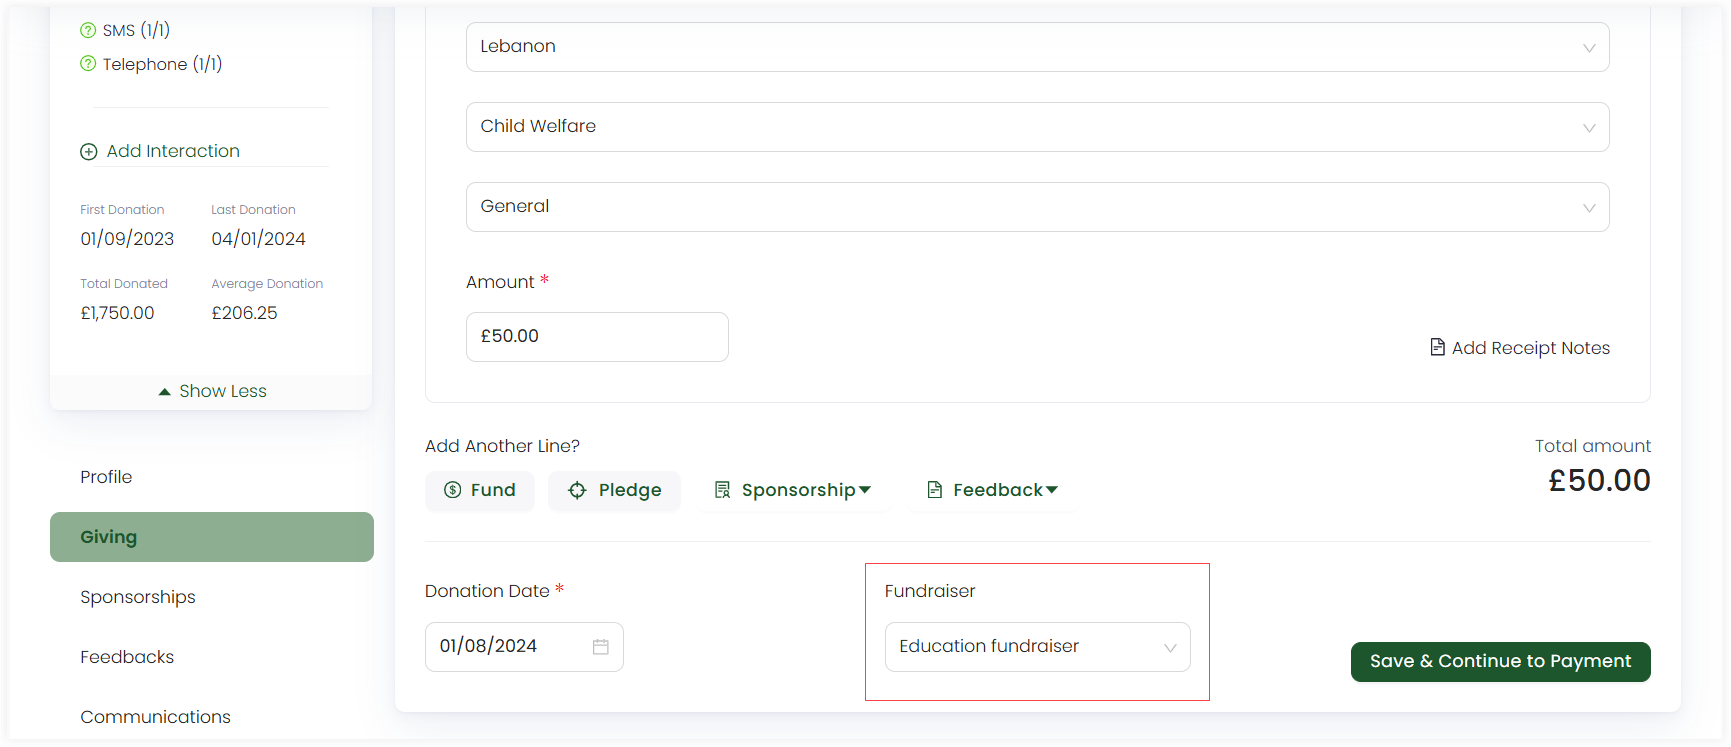 SMS (1/1)
Telephone (1/1)
Add Interaction
First Donation
Last Donation
01/09/2023
04/01/2024
Total Donated
Average Donation
£1,750.00
£206.25
Show Less
Profile
Giving
Sponsorships
Feedbacks
Communications
Lebanon
Child Welfare
General
Amount *
£50.00
Add Receipt Notes
Add Another Line?
Total amount
£50.00
Fund
Pledge
Sponsorship
Feedback
Donation Date *
Fundraiser
01/08/2024
Education fundraiser
Save & Continue to Payment